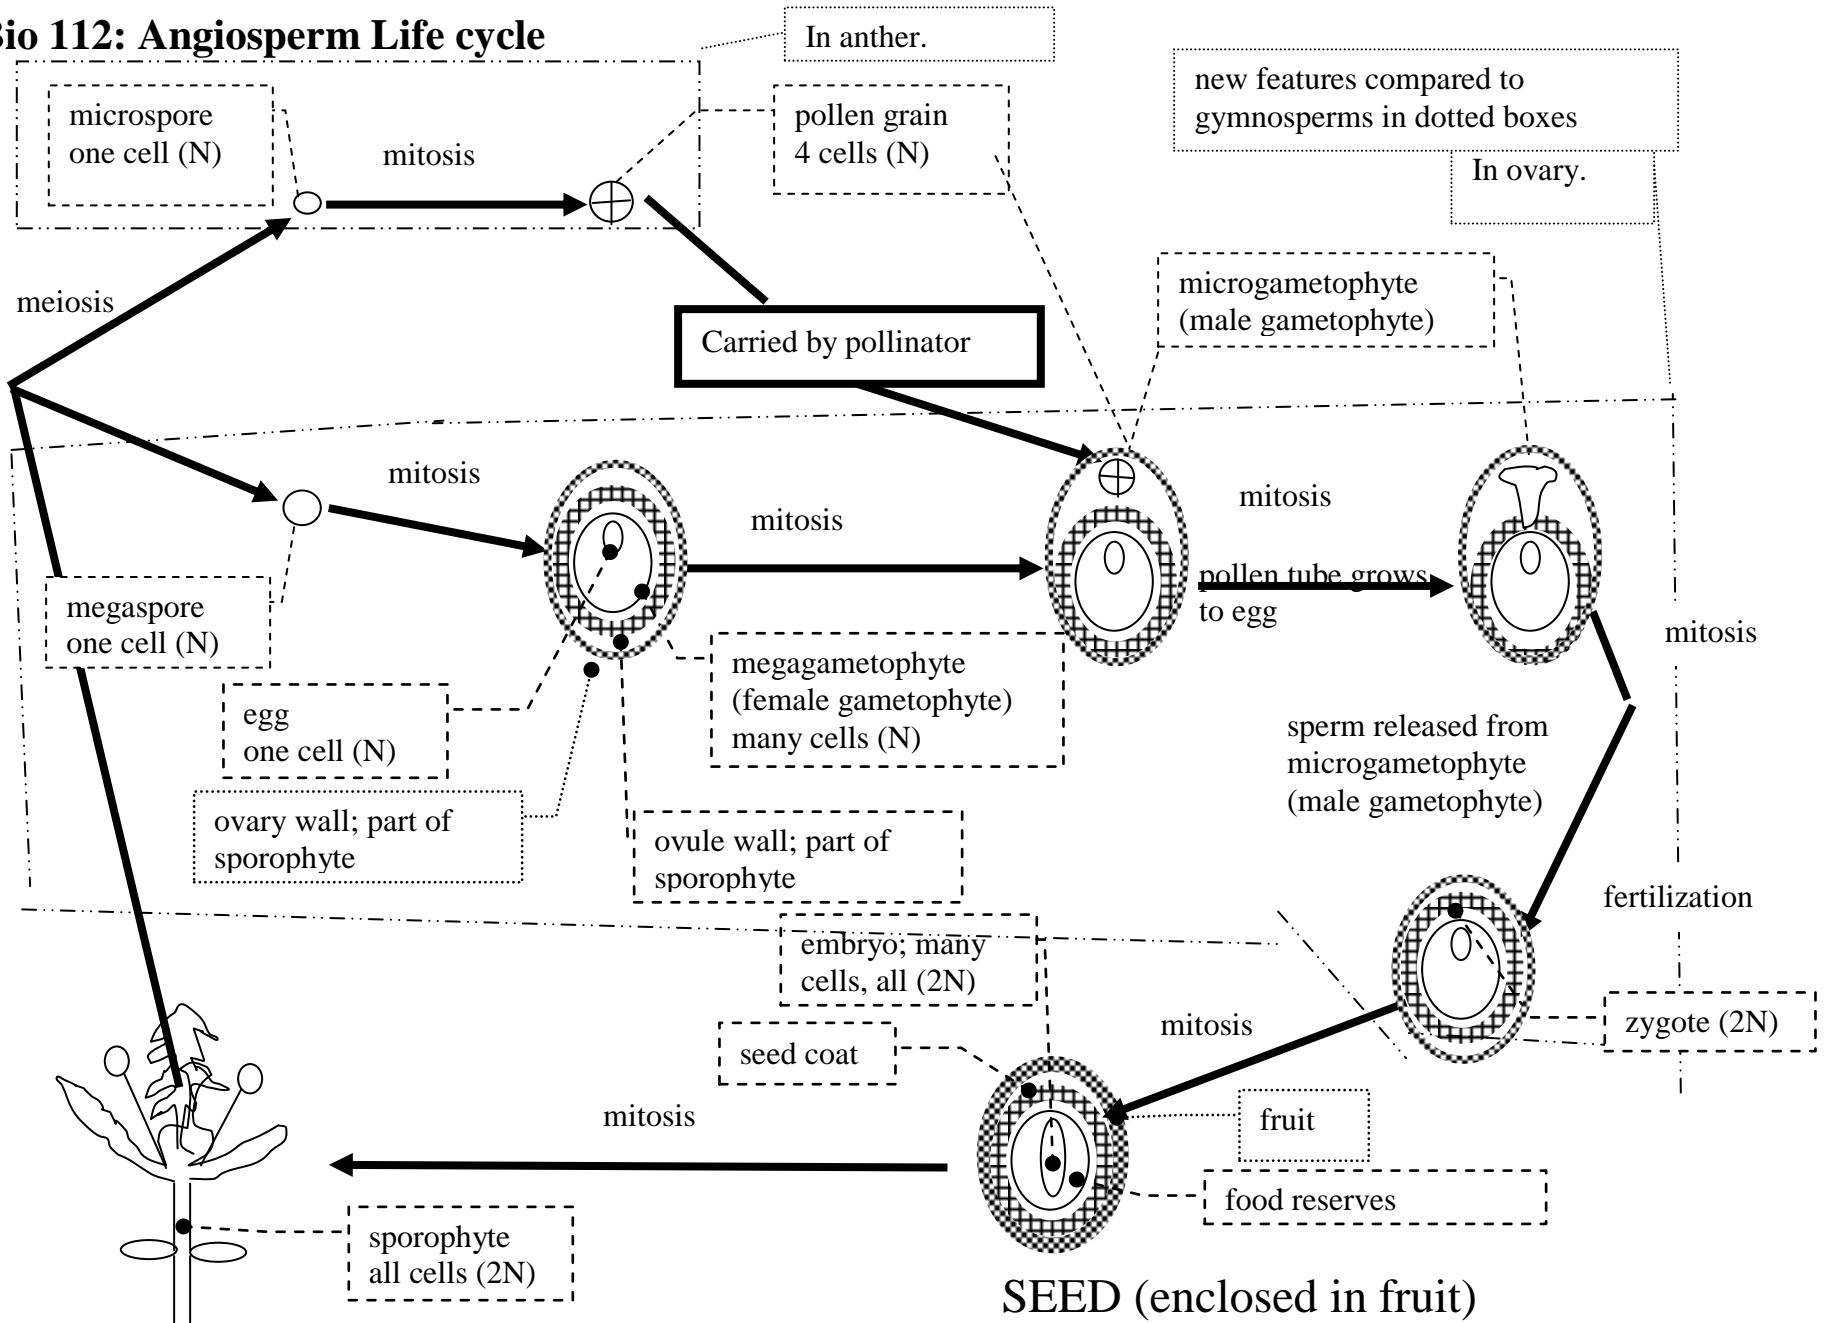 io 112: Angiosperm Life cycle
In anther.
new features compared to
gymnosperms in dotted boxes
In ovary.
microspore
one cell (N)
mitosis
pollen grain
4 cells (N)
meiosis
Carried by pollinator
microgametophyte
(male gametophyte)
mitosis
mitosis
mitosis
pollen tube grows
to egg
megaspore
one cell (N)
egg
one cell (N)
megagametophyte
(female gametophyte)
many cells (N)
mitosis
sperm released from
microgametophyte
(male gametophyte)
ovary wall; part of
sporophyte
ovule wall; part of
sporophyte
fertilization
embryo; many
cells, all (2N)
zygote (2N)
mitosis
seed coat
mitosis
fruit
food reserves
sporophyte
all cells (2N)
SEED (enclosed in fruit)